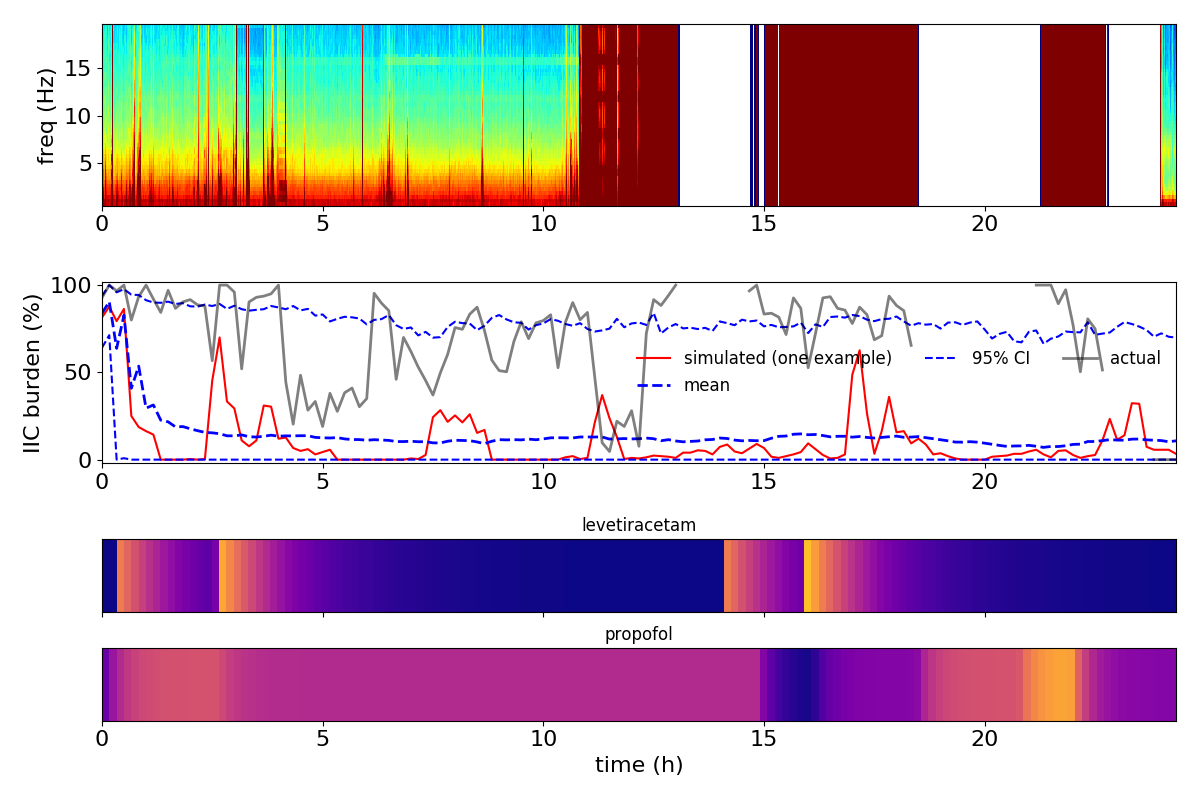 freq (Hz)
15
10
5
0 5 10 15 20
IIC burden (%)
100
50
0
simulated (one example) 95% CI actual
mean
0 5 10 15 20
levetiracetam
propofol
0 5 10 15 20
time (h)